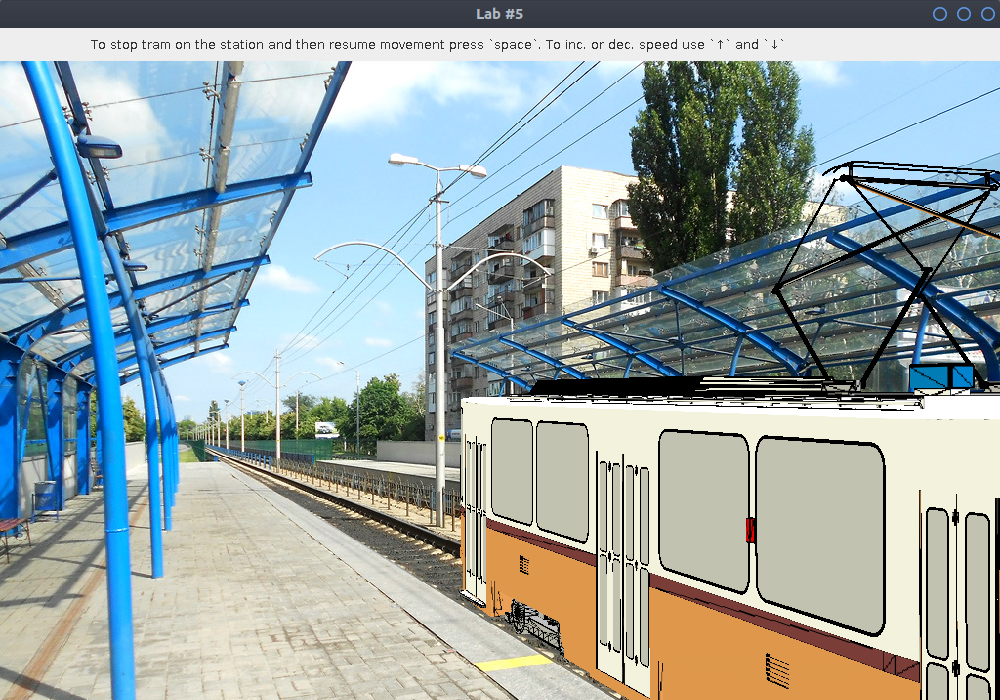 Lab #5
To stop tram on the station and then resume movement press `space`. To inc. or dec. speed use `↑` and `↓`